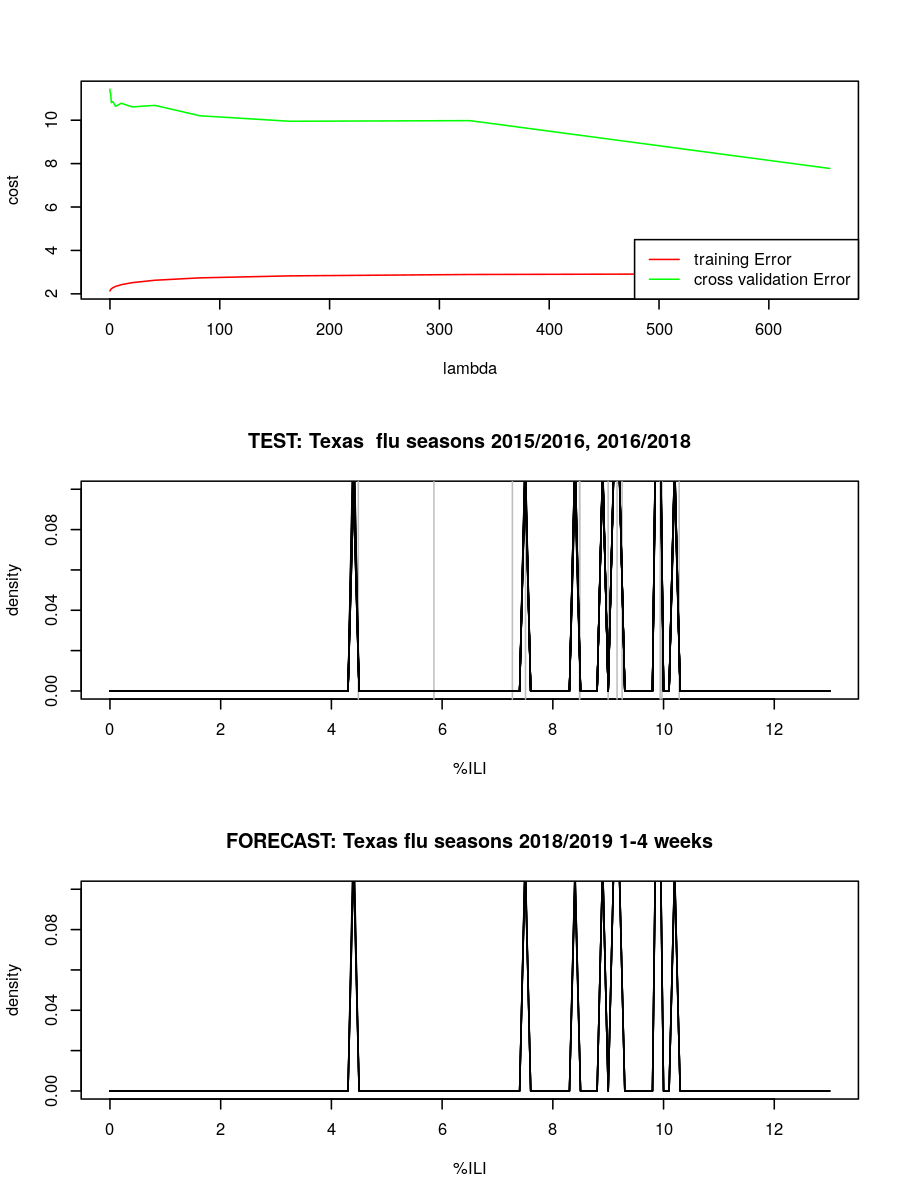 cost
2 4 6 8 10
training Error
cross validation Error
0 100 200 300 400 500 600
lambda
TEST: Texas  flu seasons 2015/2016, 2016/2018
density
0.00 0.04 0.08
0 2 4 6 8 10 12
%ILI
FORECAST: Texas flu seasons 2018/2019 1-4 weeks
density
0.00 0.04 0.08
0 2 4 6 8 10 12
%ILI